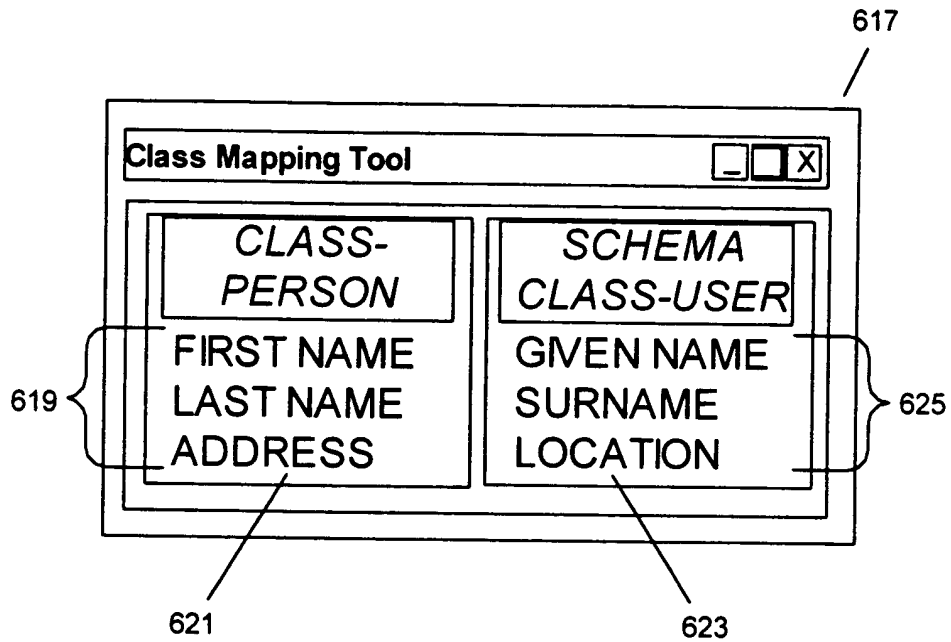 617
Class Mapping Tool
_ X
CLASS-
PERSON
FIRST NAME
LAST NAME
ADDRESS
619
621
SCHEMA
CLASS-USER
GIVEN NAME
SURNAME
LOCATION
625
623